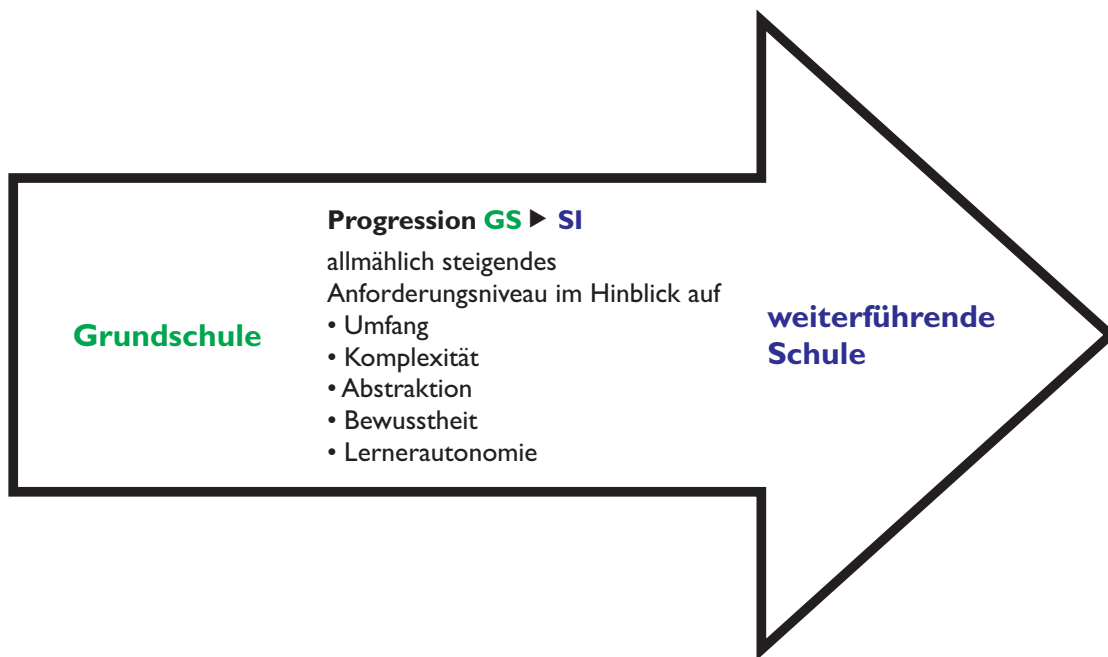 Grundschule
Progression GS ▶ SI
allmählich steigendes
Anforderungsniveau im Hinblick auf
• Umfang
• Komplexität
• Abstraktion
• Bewusstheit
• Lernerautonomie
weiterführende
Schule